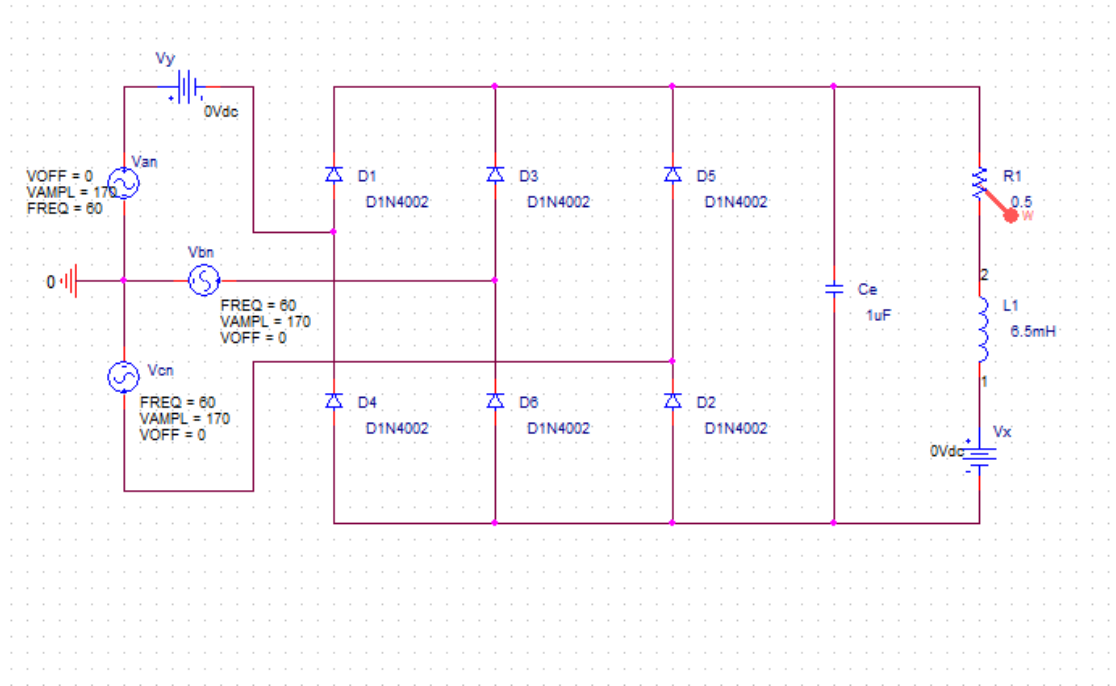 Vy
0Vdc
Van
VOFF = 0
VAMPL = 170
FREQ = 60
D1
D1N4002
D3
D1N4002
D5
D1N4002
R1
0.5
W
Vbn
0
FREQ = 60
VAMPL = 170
VOFF = 0
Ce
1uF
2
L1
6.5mH
1
Vcn
FREQ = 60
VAMPL = 170
VOFF = 0
D4
D1N4002
D6
D1N4002
D2
D1N4002
Vx
0Vdc